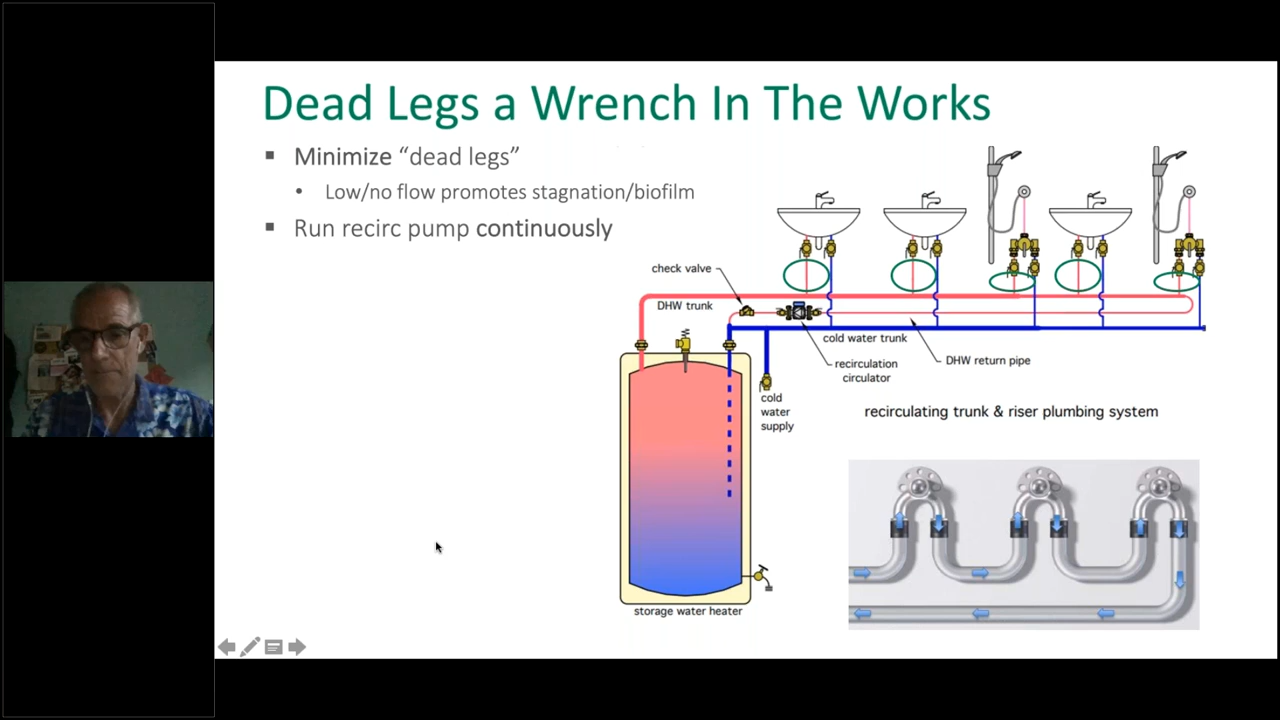 Dead Legs a Wrench In The Works
Minimize “dead legs”
Low/no flow promotes stagnation/biofilm
Run recirc pump continuously
check valve
DHW trunk
cold water trunk
recirculation
circulator
DHW return pipe
cold
water
supply
recirculating trunk & riser plumbing system
storage water heater